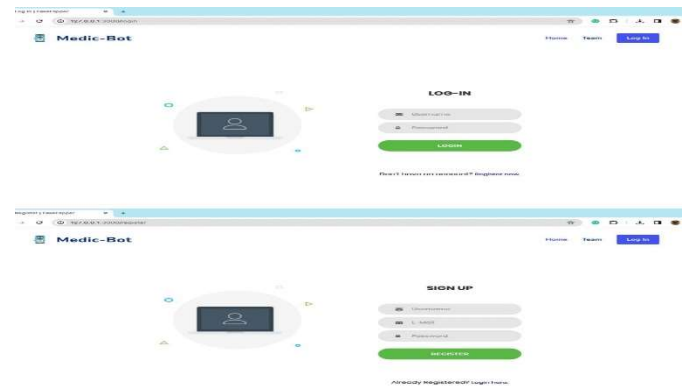 Medic-Bot
Home Team Log In
LOG-IN
Username
Password
LOGIN
Don't have an account? Register now.
Medic-Bot
Home Team Log In
SIGN UP
Username
E-Mail
Password
REGISTER
Already Registered? Login here.